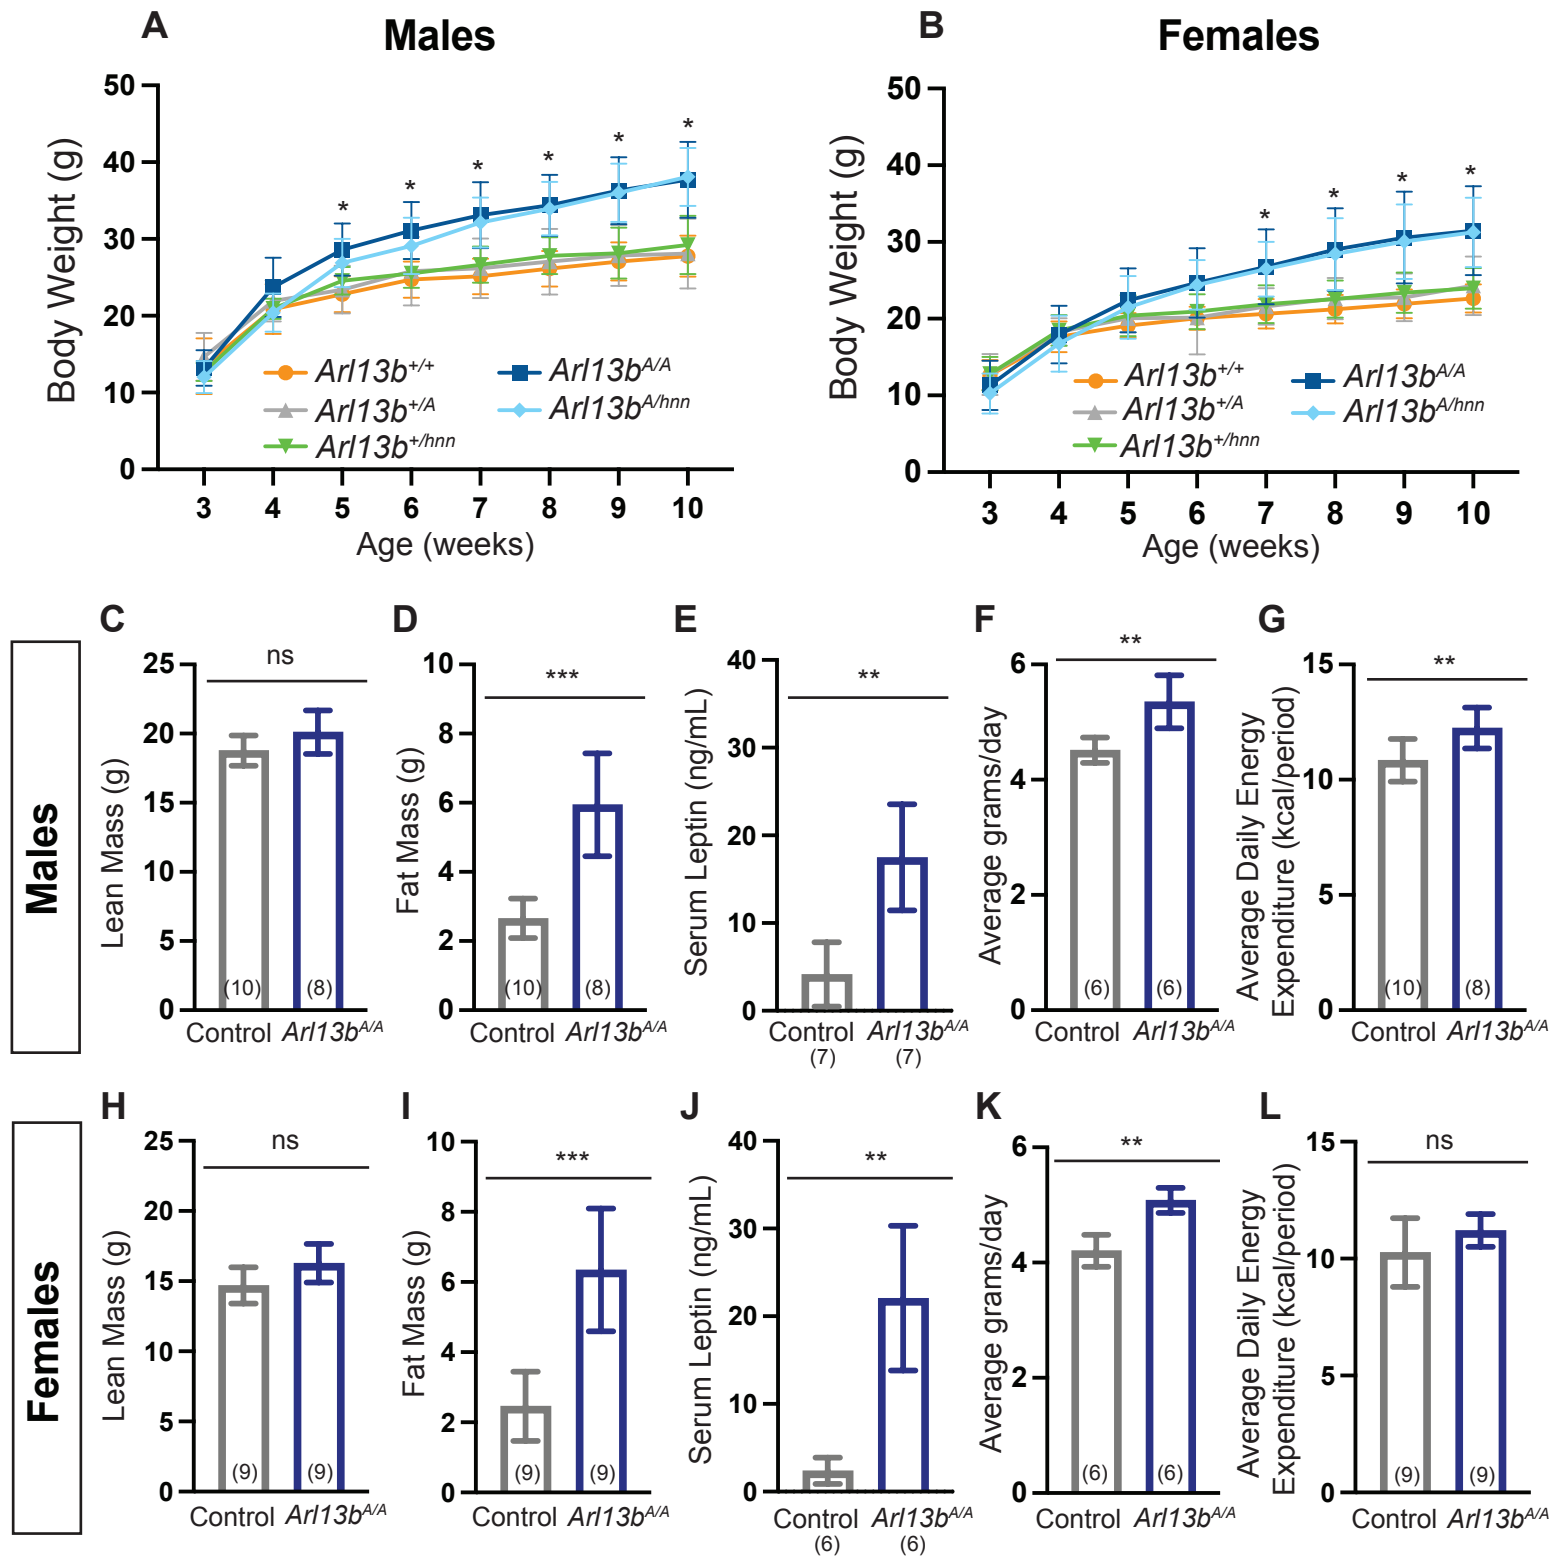 A Males
B Females
Body Weight (g)
50
40
30
20
10
0
* * * * * *
Arl13b+/+
Arl13b+/A
Arl13b+/hnn
Arl13bA/A
Arl13bA/hnn
3 4 5 6 7 8 9 10
Age (weeks)
Body Weight (g)
50
40
30
20
10
0
* * * *
Arl13b+/+
Arl13b+/A
Arl13b+/hnn
Arl13bA/A
Arl13bA/hnn
3 4 5 6 7 8 9 10
Age (weeks)
Males
C
Lean Mass (g)
25
20
15
10
5
0
ns
(10) (8)
Control Arl13bA/A
D
Fat Mass (g)
10
8
6
4
2
0
***
(10) (8)
Control Arl13bA/A
E
Serum Leptin (ng/mL)
40
30
20
10
0
**
Control Arl13bA/A
(7) (7)
F
Average grams/day
6
4
2
0
**
(6) (6)
Control Arl13bA/A
G
Average Daily Energy
Expenditure (kcal/period)
15
10
5
0
**
(10) (8)
Control Arl13bA/A
Females
H
Lean Mass (g)
25
20
15
10
5
0
ns
(9) (9)
Control Arl13bA/A
I
Fat Mass (g)
10
8
6
4
2
0
***
(9) (9)
Control Arl13bA/A
J
Serum Leptin (ng/mL)
40
30
20
10
0
**
Control Arl13bA/A
(6) (6)
K
Average grams/day
6
4
2
0
**
(6) (6)
Control Arl13bA/A
L
Average Daily Energy
Expenditure (kcal/period)
15
10
5
0
ns
(9) (9)
Control Arl13bA/A